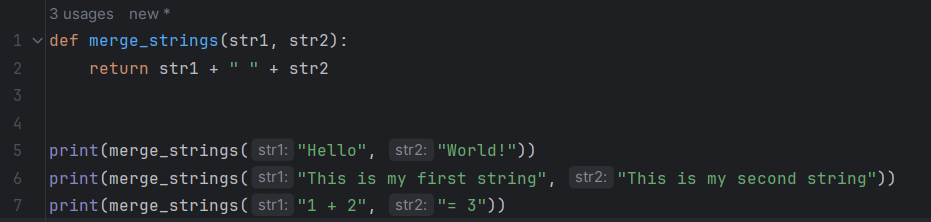 3 usages new *
1 def merge_strings(str1, str2):
2     return str1 + " " + str2
3
4
5 print(merge_strings( str1: "Hello", str2: "World!"))
6 print(merge_strings( str1: "This is my first string", str2: "This is my second string"))
7 print(merge_strings( str1: "1 + 2", str2: "= 3"))